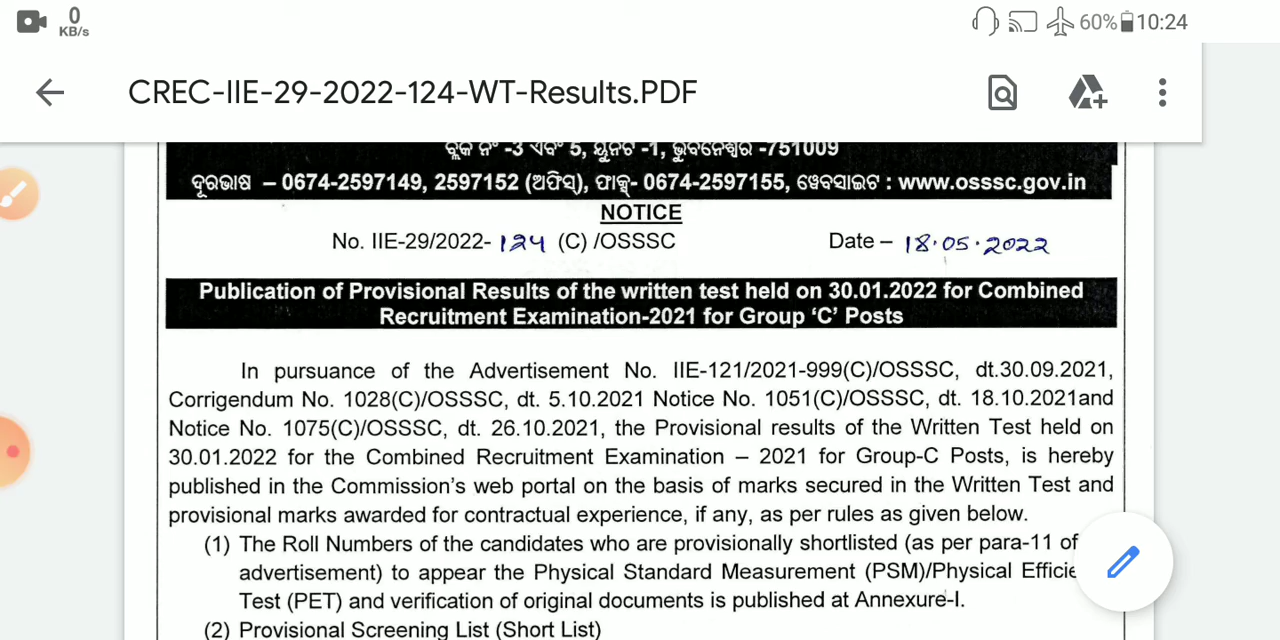 0
KB/s
60%
10:24
CREC-IIE-29-2022-124-WT-Results.PDF
ବ୍ଲକ ନଂ -3 ଏବଂ 5, ୟୁନିଟ -1, ଭୁବନେଶ୍ୱର -751009
ଦୂରଭାଷ – 0674-2597149, 2597152 (ଅଫିସ୍), ଫାକ୍ସ- 0674-2597155, ୱେବସାଇଟ : www.osssc.gov.in
NOTICE
No. IIE-29/2022- 124 (C) /OSSSC Date – 18.05.2022
Publication of Provisional Results of the written test held on 30.01.2022 for Combined
Recruitment Examination-2021 for Group ‘C’ Posts
In pursuance of the Advertisement No. IIE-121/2021-999(C)/OSSSC, dt.30.09.2021,
Corrigendum No. 1028(C)/OSSSC, dt. 5.10.2021 Notice No. 1051(C)/OSSSC, dt. 18.10.2021and
Notice No. 1075(C)/OSSSC, dt. 26.10.2021, the Provisional results of the Written Test held on
30.01.2022 for the Combined Recruitment Examination – 2021 for Group-C Posts, is hereby
published in the Commission’s web portal on the basis of marks secured in the Written Test and
provisional marks awarded for contractual experience, if any, as per rules as given below.
(1) The Roll Numbers of the candidates who are provisionally shortlisted (as per para-11 of
advertisement) to appear the Physical Standard Measurement (PSM)/Physical Efficie
Test (PET) and verification of original documents is published at Annexure-I.
(2) Provisional Screening List (Short List)